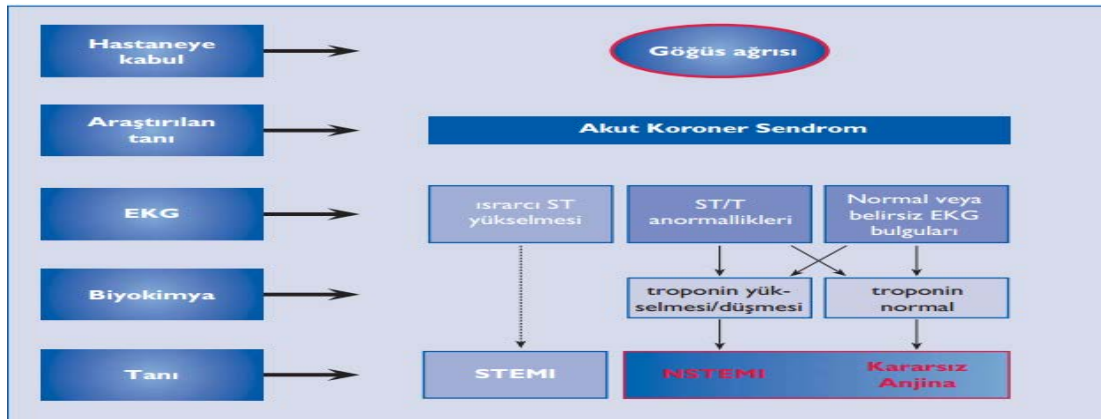 Hastaneye
kabul
Göğüs ağrısı
Araştırılan
tanı
Akut Koroner Sendrom
EKG
ısrarcı ST
yükselmesi
ST/T
anormallikleri
Normal veya
belirsiz EKG
bulguları
Biyokimya
troponin yük-
selmesi/düşmesi
troponin
normal
Tanı
STEMI
NSTEMI
Kararsız
Anjina